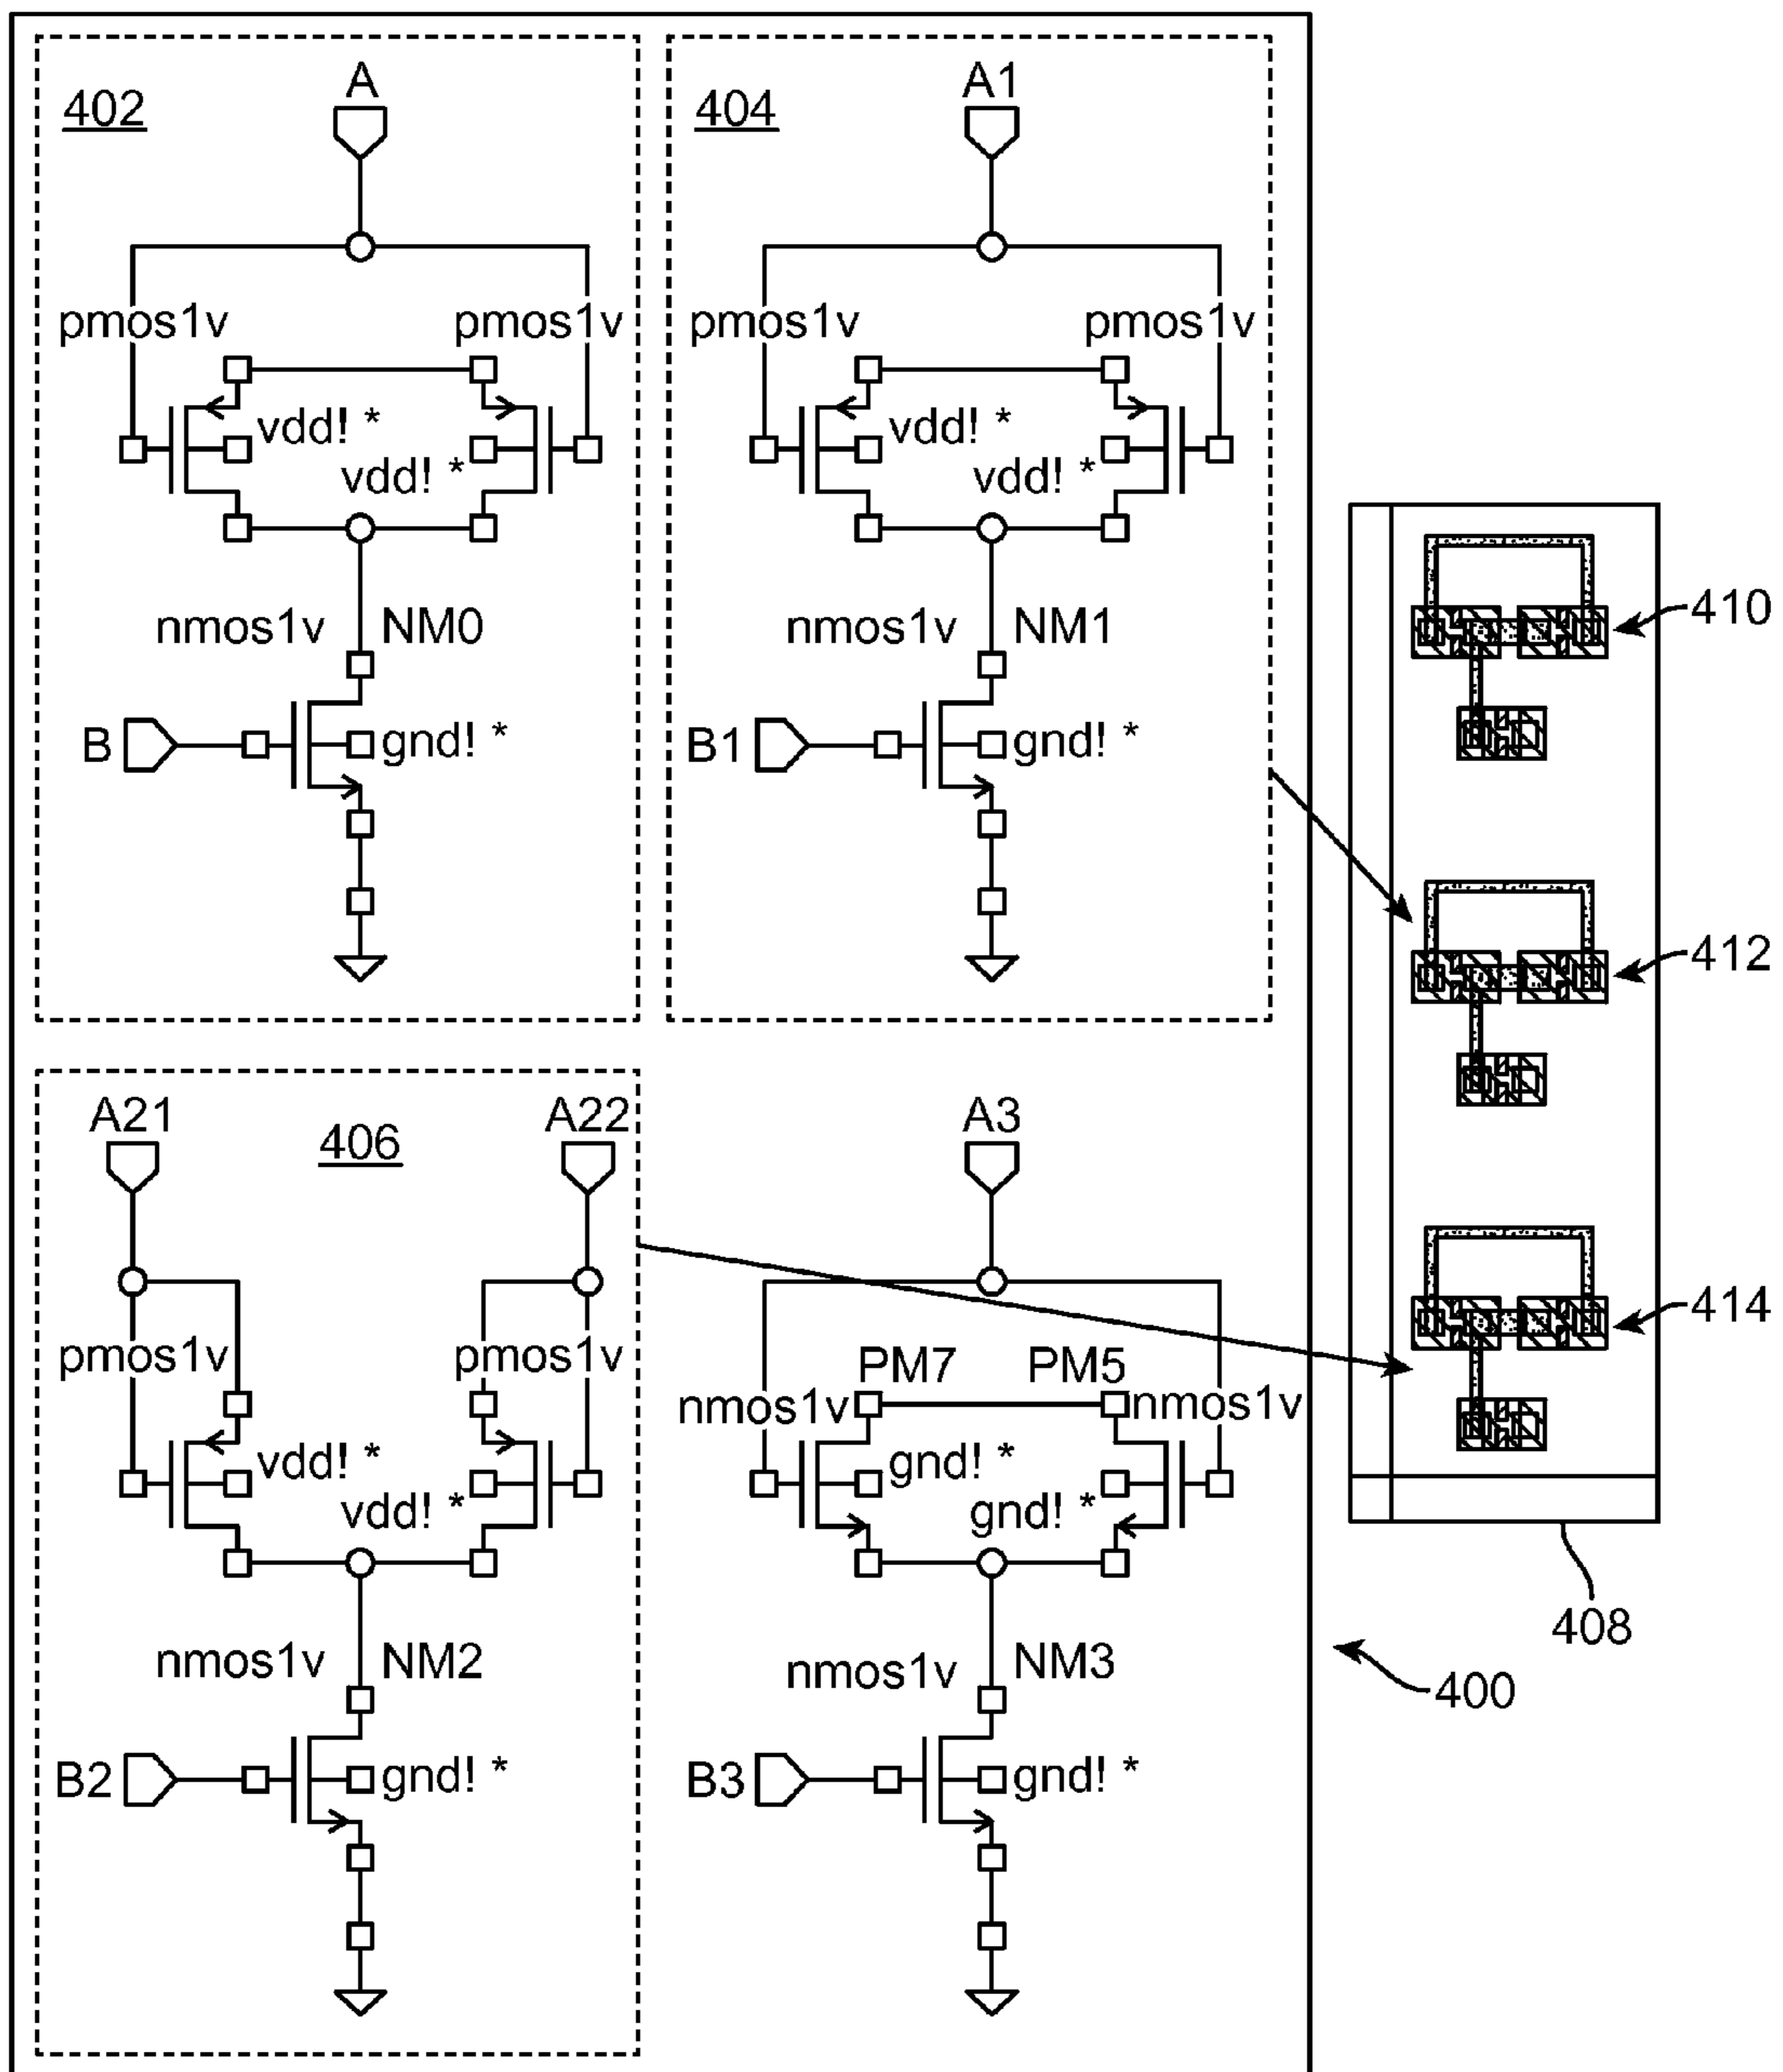 402
A
pmos1v
pmos1v
vdd! *
vdd! *
nmos1v
NM0
B
gnd! *
404
A1
pmos1v
pmos1v
vdd! *
vdd! *
nmos1v
NM1
B1
gnd! *
A21
406
A22
pmos1v
pmos1v
vdd! *
vdd! *
nmos1v
NM2
B2
gnd! *
A3
PM7
PM5
nmos1v
nmos1v
gnd! *
gnd! *
nmos1v
NM3
B3
gnd! *
410
412
414
408
400